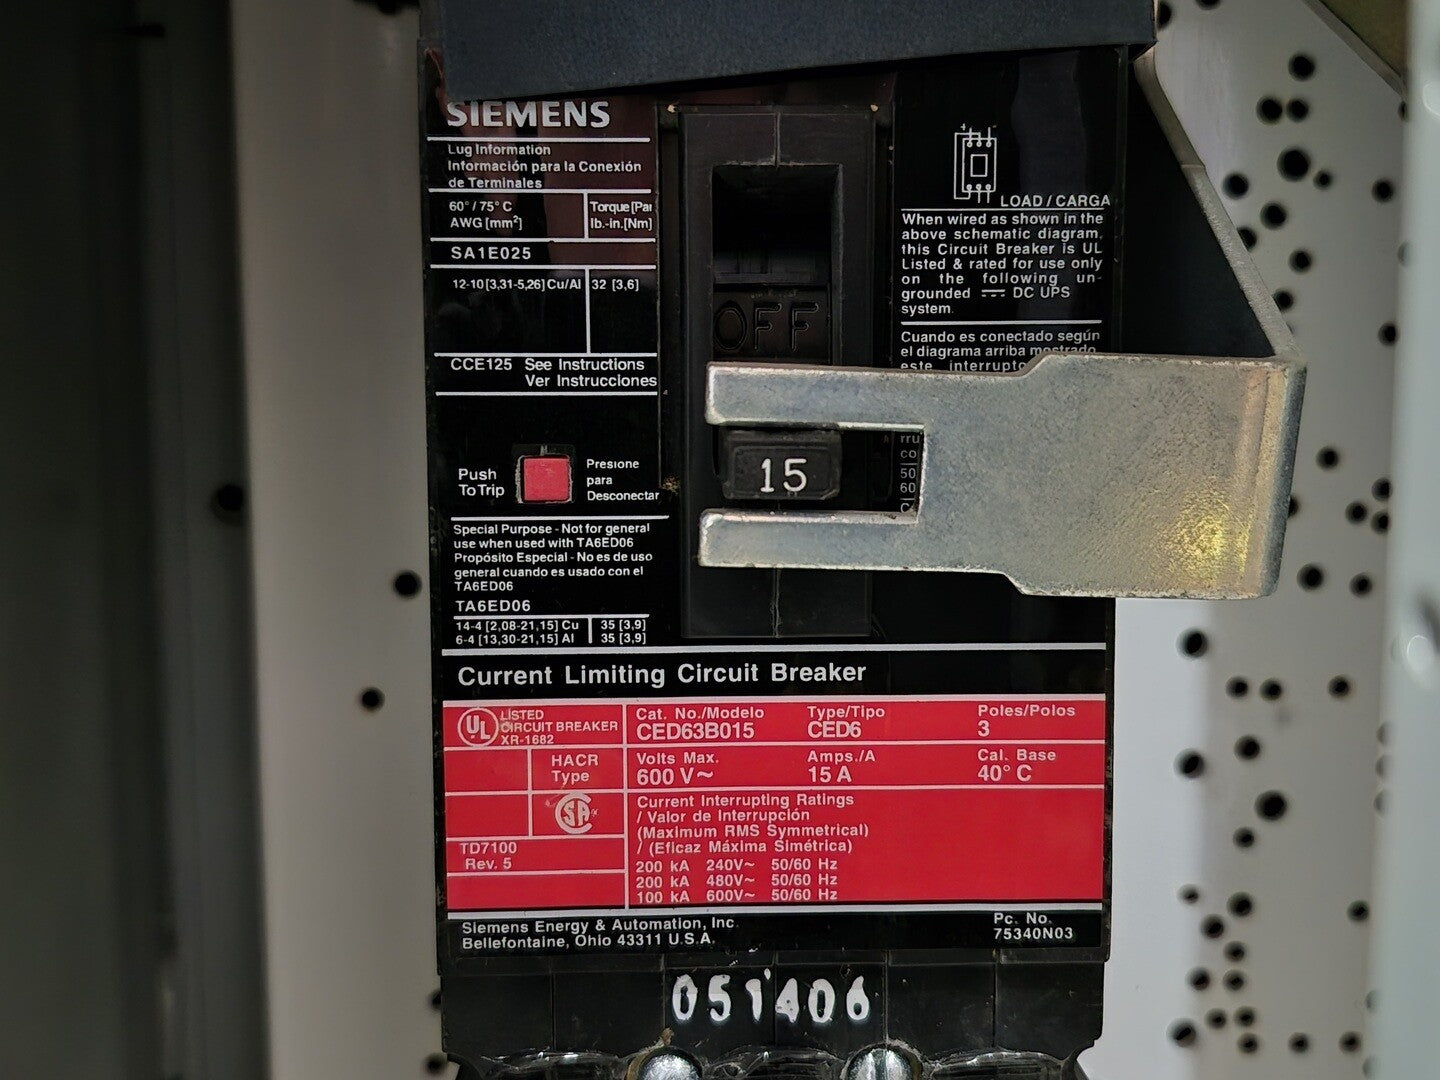 SIEMENS
Lug Information
Información para la Conexión
de Terminales
60° / 75° C
AWG [mm²]
Torque [Par
lb.-in.[Nm]
SA1E025
12-10 [3,31-5,26] Cu/Al 32 [3,6]
CCE125 See Instructions
Ver Instrucciones
Push
To Trip
Presione
para
Desconectar
Special Purpose - Not for general
use when used with TA6ED06
Propósito Especial - No es de uso
general cuando es usado con el
TA6ED06
TA6ED06
14-4 [2,08-21,15] Cu 35 [3,9]
6-4 [13,30-21,15] Al 35 [3,9]
OFF
15
LOAD / CARGA
When wired as shown in the
above schematic diagram,
this Circuit Breaker is UL
Listed & rated for use only
on the following un-
grounded ⎓ DC UPS
system.
Cuando es conectado según
el diagrama arriba mostrado
este interrupto
rru
co
50
60
Current Limiting Circuit Breaker
UL LISTED
CIRCUIT BREAKER
XR-1682
HACR
Type
SA
TD7100
Rev. 5
Cat. No./Modelo Type/Tipo Poles/Polos
CED63B015 CED6 3
Volts Max. Amps./A Cal. Base
600 V~ 15 A 40° C
Current Interrupting Ratings
/ Valor de Interrupción
(Maximum RMS Symmetrical)
/ (Eficaz Máxima Simétrica)
200 kA 240V~ 50/60 Hz
200 kA 480V~ 50/60 Hz
100 kA 600V~ 50/60 Hz
Siemens Energy & Automation, Inc.
Bellefontaine, Ohio 43311 U.S.A.
Pc. No.
75340N03
051406